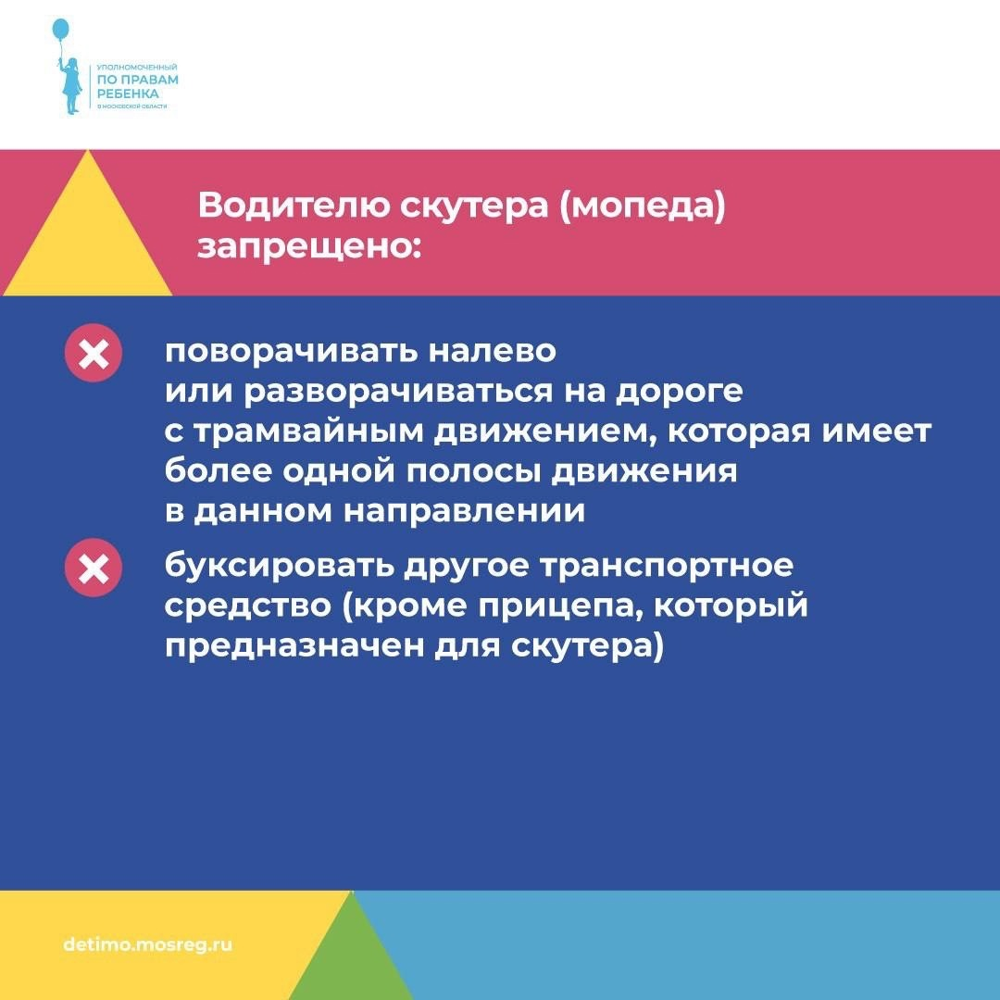 УПОЛНОМОЧЕННЫЙ
ПО ПРАВАМ
РЕБЕНКА
В МОСКОВСКОЙ ОБЛАСТИ
Водителю скутера (мопеда)
запрещено:
поворачивать налево
или разворачиваться на дороге
с трамвайным движением, которая имеет
более одной полосы движения
в данном направлении
буксировать другое транспортное
средство (кроме прицепа, который
предназначен для скутера)
detimo.mosreg.ru